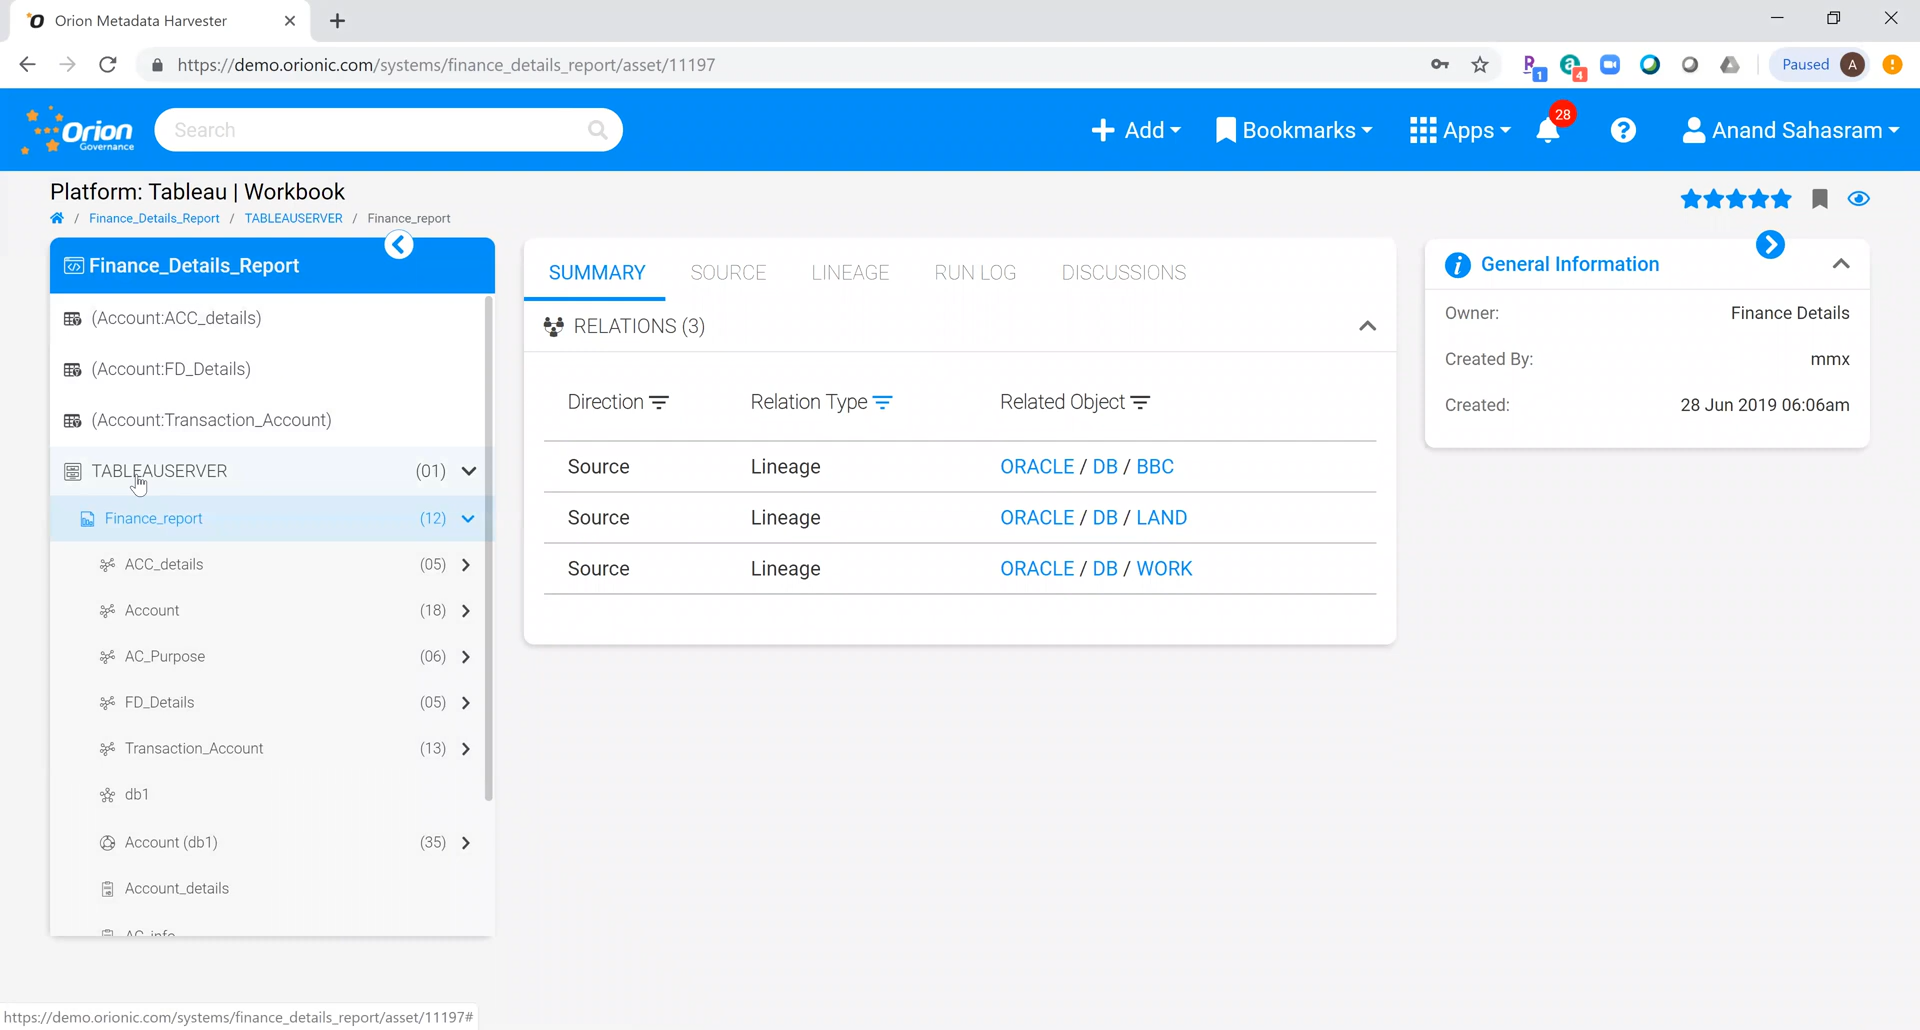 Orion Metadata Harvester
https://demo.orionic.com/systems/finance_details_report/asset/11197
1
4
Paused
A
Orion
Governance
Search
Add
Bookmarks
Apps
28
Anand Sahasram
Platform: Tableau | Workbook
/ Finance_Details_Report / TABLEAUSERVER / Finance_report
Finance_Details_Report
(Account:ACC_details)
(Account:FD_Details)
(Account:Transaction_Account)
TABLEAUSERVER (01)
Finance_report (12)
ACC_details (05)
Account (18)
AC_Purpose (06)
FD_Details (05)
Transaction_Account (13)
db1
Account (db1) (35)
Account_details
AC_info
SUMMARY SOURCE LINEAGE RUN LOG DISCUSSIONS
RELATIONS (3)
Direction Relation Type Related Object
Source Lineage ORACLE / DB / BBC
Source Lineage ORACLE / DB / LAND
Source Lineage ORACLE / DB / WORK
General Information
Owner: Finance Details
Created By: mmx
Created: 28 Jun 2019 06:06am
https://demo.orionic.com/systems/finance_details_report/asset/11197#